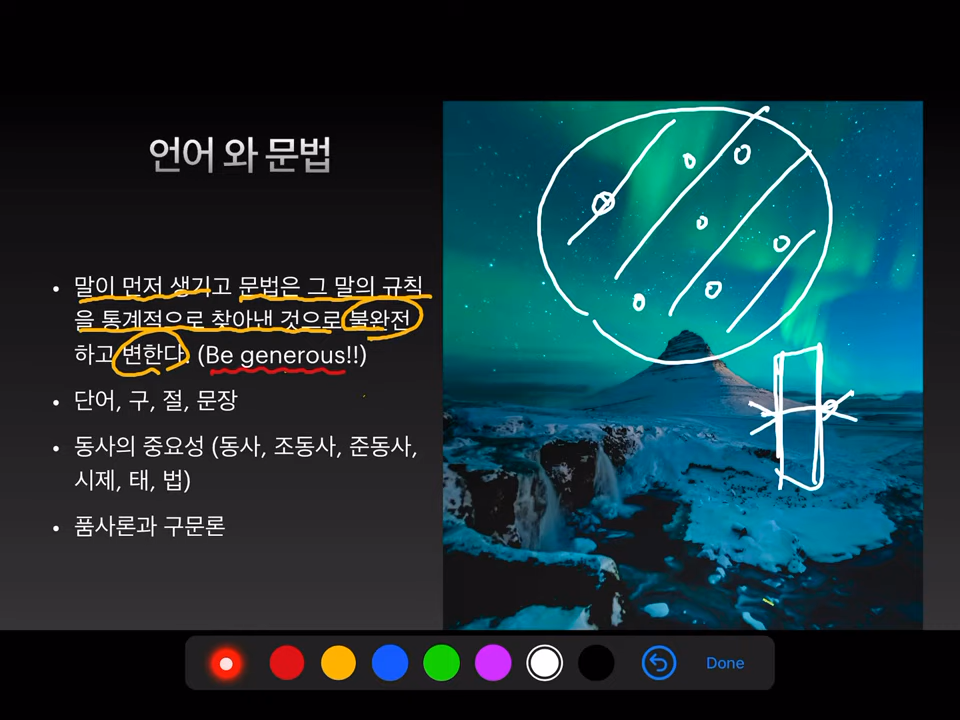 언어 와 문법
• 말이 먼저 생기고 문법은 그 말의 규칙
을 통계적으로 찾아낸 것으로 불완전
하고 변한다. (Be generous!!)
• 단어, 구, 절, 문장
• 동사의 중요성 (동사, 조동사, 준동사,
시제, 태, 법)
• 품사론과 구문론
Done